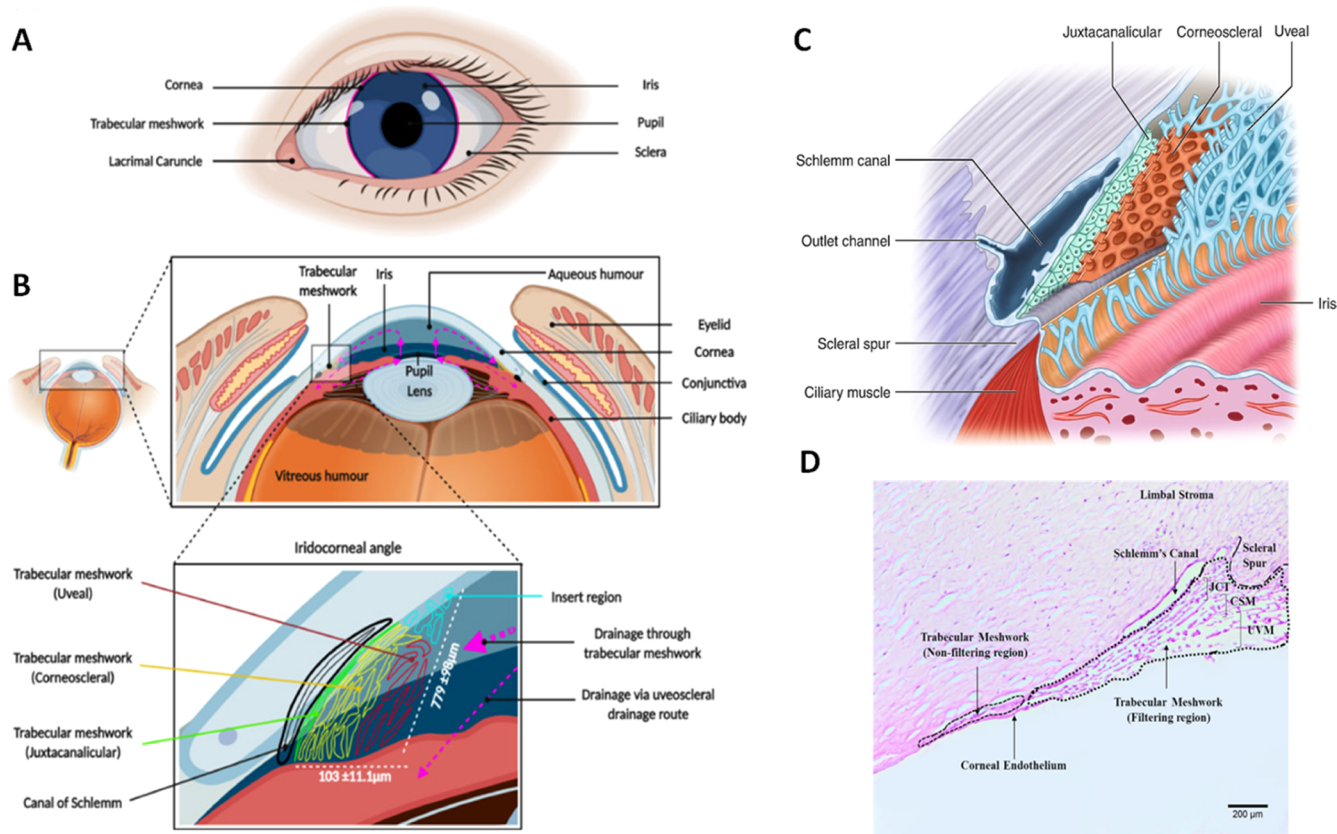 A
Cornea
Trabecular meshwork
Lacrimal Caruncle
Iris
Pupil
Sclera
B
Trabecular
meshwork
Iris
Aqueous humour
Pupil
Lens
Vitreous humour
Eyelid
Cornea
Conjunctiva
Ciliary body
Iridocorneal angle
Trabecular meshwork
(Uveal)
Trabecular meshwork
(Corneoscleral)
Trabecular meshwork
(Juxtacanalicular)
Canal of Schlemm
779 ±98µm
103 ±11.1µm
Insert region
Drainage through
trabecular meshwork
Drainage via uveoscleral
drainage route
C
Juxtacanalicular
Corneoscleral
Uveal
Schlemm canal
Outlet channel
Scleral spur
Ciliary muscle
Iris
D
Limbal Stroma
Schlemm's Canal
Scleral
Spur
JCT
CSM
UVM
Trabecular Meshwork
(Non-filtering region)
Trabecular Meshwork
(Filtering region)
Corneal Endothelium
200 µm